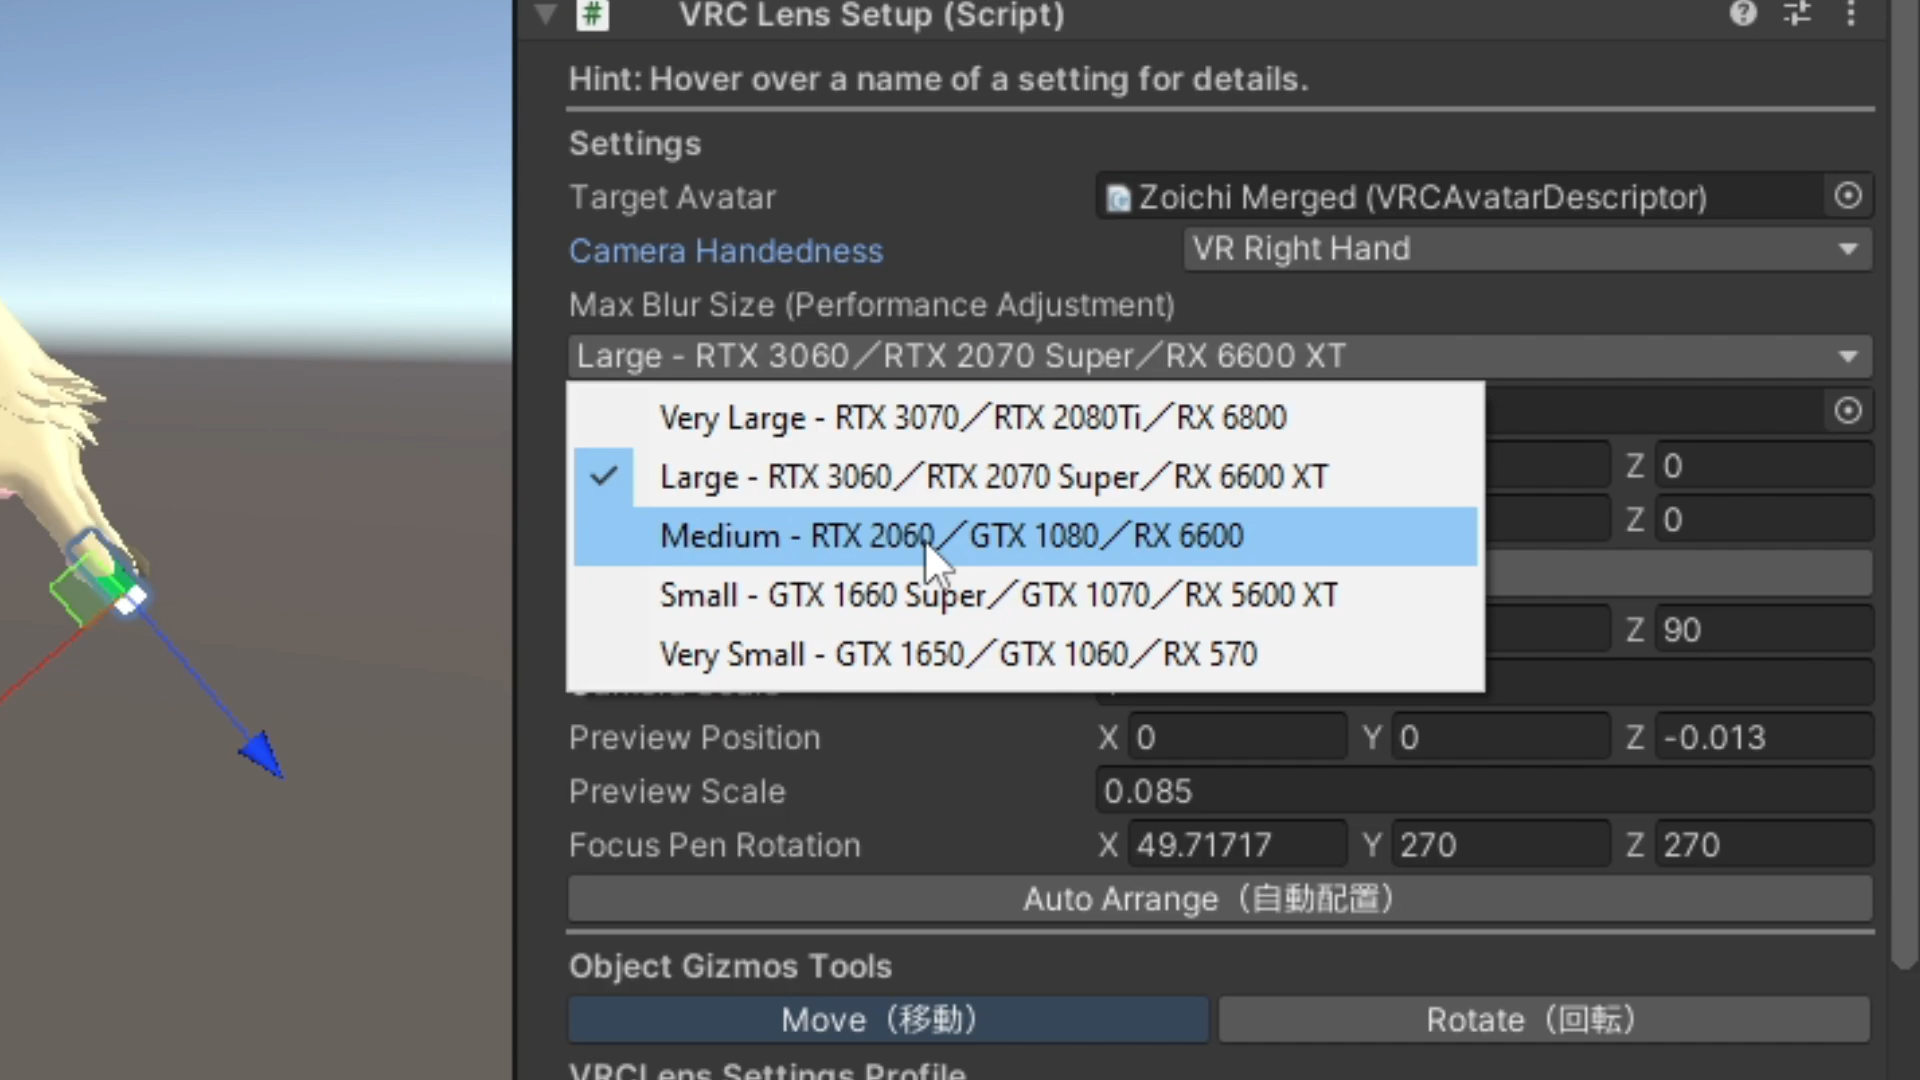 VRC Lens Setup (Script)
Hint: Hover over a name of a setting for details.
Settings
Target Avatar Zoichi Merged (VRCAvatarDescriptor)
Camera Handedness VR Right Hand
Max Blur Size (Performance Adjustment)
Large - RTX 3060／RTX 2070 Super／RX 6600 XT
Very Large - RTX 3070／RTX 2080Ti／RX 6800
Large - RTX 3060／RTX 2070 Super／RX 6600 XT
Z 0
Medium - RTX 2060／GTX 1080／RX 6600
Z 0
Small - GTX 1660 Super／GTX 1070／RX 5600 XT
Z 90
Very Small - GTX 1650／GTX 1060／RX 570
Preview Position X 0 Y 0 Z -0.013
Preview Scale 0.085
Focus Pen Rotation X 49.71717 Y 270 Z 270
Auto Arrange（自動配置）
Object Gizmos Tools
Move（移動） Rotate（回転）
VRCLens Settings Profile